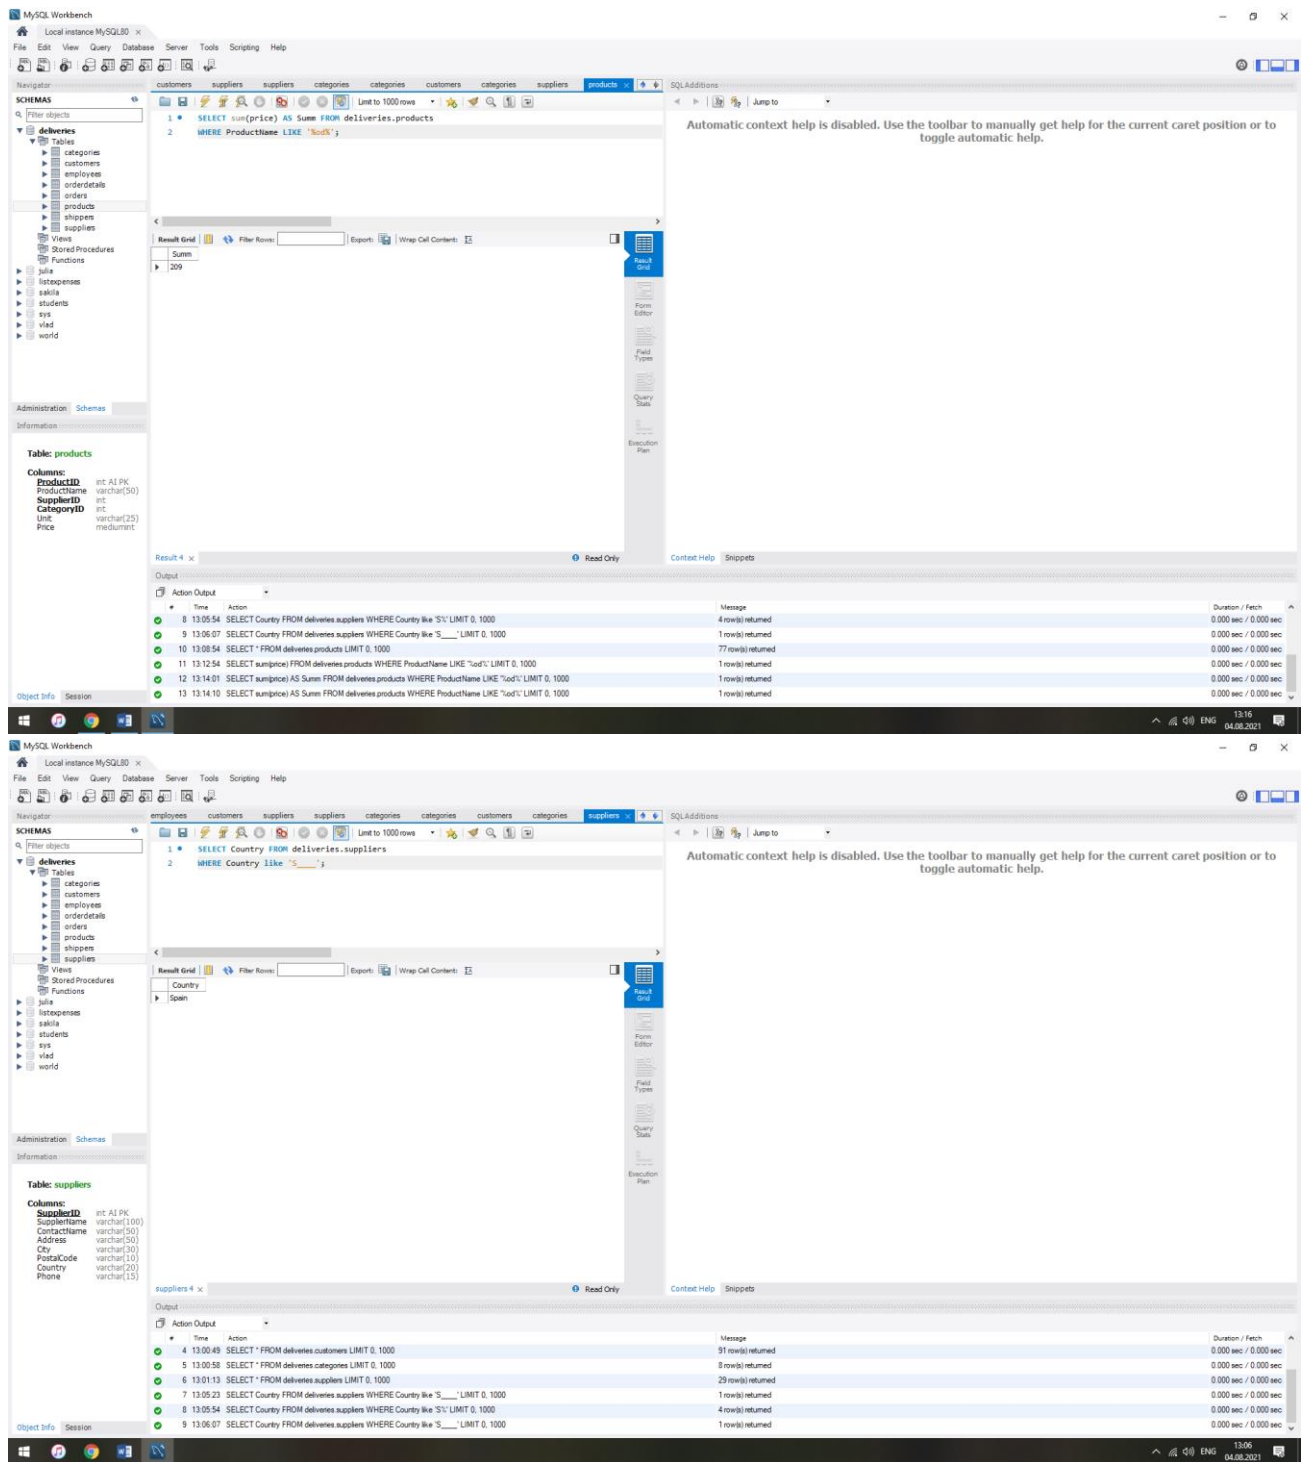 MySQL Workbench
Local instance MySQL80 ×
File Edit View Query Database Server Tools Scripting Help
Navigator
customers suppliers suppliers categories categories customers categories suppliers products ×
SQLAdditions
SCHEMAS
Limit to 1000 rows
Jump to
Filter objects
1 SELECT sum(price) AS Summ FROM deliveries.products
2 WHERE ProductName LIKE '%od%';
Automatic context help is disabled. Use the toolbar to manually get help for the current caret position or to
toggle automatic help.
deliveries
Tables
categories
customers
employees
orderdetails
orders
products
shippers
suppliers
Views
Stored Procedures
Functions
julia
listexpenses
sakila
students
sys
vlad
world
Result Grid Filter Rows: Export: Wrap Cell Content:
Summ
209
Result
Grid
Form
Editor
Field
Types
Query
Stats
Execution
Plan
Administration Schemas
Information
Table: products
Columns:
ProductID int AI PK
ProductName varchar(50)
SupplierID int
CategoryID int
Unit varchar(25)
Price mediumint
Result 4 × Read Only
Context Help Snippets
Output
Action Output
# Time Action Message Duration / Fetch
8 13:05:54 SELECT Country FROM deliveries.suppliers WHERE Country like 'S%' LIMIT 0, 1000 4 row(s) returned 0.000 sec / 0.000 sec
9 13:06:07 SELECT Country FROM deliveries.suppliers WHERE Country like 'S____' LIMIT 0, 1000 1 row(s) returned 0.000 sec / 0.000 sec
10 13:08:54 SELECT * FROM deliveries.products LIMIT 0, 1000 77 row(s) returned 0.000 sec / 0.000 sec
11 13:12:54 SELECT sum(price) FROM deliveries.products WHERE ProductName LIKE '%od%' LIMIT 0, 1000 1 row(s) returned 0.000 sec / 0.000 sec
12 13:14:01 SELECT sum(price) AS Summ FROM deliveries.products WHERE ProductName LIKE '%od%' LIMIT 0, 1000 1 row(s) returned 0.000 sec / 0.000 sec
13 13:14:10 SELECT sum(price) AS Summ FROM deliveries.products WHERE ProductName LIKE '%od%' LIMIT 0, 1000 1 row(s) returned 0.000 sec / 0.000 sec
Object Info Session
ENG 13:16
04.08.2021
MySQL Workbench
Local instance MySQL80 ×
File Edit View Query Database Server Tools Scripting Help
Navigator
employees customers suppliers suppliers categories categories customers categories suppliers ×
SQLAdditions
SCHEMAS
Limit to 1000 rows
Jump to
Filter objects
1 SELECT Country FROM deliveries.suppliers
2 WHERE Country like 'S____';
Automatic context help is disabled. Use the toolbar to manually get help for the current caret position or to
toggle automatic help.
deliveries
Tables
categories
customers
employees
orderdetails
orders
products
shippers
suppliers
Views
Stored Procedures
Functions
julia
listexpenses
sakila
students
sys
vlad
world
Result Grid Filter Rows: Export: Wrap Cell Content:
Country
Spain
Result
Grid
Form
Editor
Field
Types
Query
Stats
Execution
Plan
Administration Schemas
Information
Table: suppliers
Columns:
SupplierID int AI PK
SupplierName varchar(100)
ContactName varchar(50)
Address varchar(50)
City varchar(30)
PostalCode varchar(10)
Country varchar(20)
Phone varchar(15)
suppliers 4 × Read Only
Context Help Snippets
Output
Action Output
# Time Action Message Duration / Fetch
4 13:00:49 SELECT * FROM deliveries.customers LIMIT 0, 1000 91 row(s) returned 0.000 sec / 0.000 sec
5 13:00:58 SELECT * FROM deliveries.categories LIMIT 0, 1000 8 row(s) returned 0.000 sec / 0.000 sec
6 13:01:13 SELECT * FROM deliveries.suppliers LIMIT 0, 1000 29 row(s) returned 0.000 sec / 0.000 sec
7 13:05:23 SELECT Country FROM deliveries.suppliers WHERE Country like 'S____' LIMIT 0, 1000 1 row(s) returned 0.000 sec / 0.000 sec
8 13:05:54 SELECT Country FROM deliveries.suppliers WHERE Country like 'S%' LIMIT 0, 1000 4 row(s) returned 0.000 sec / 0.000 sec
9 13:06:07 SELECT Country FROM deliveries.suppliers WHERE Country like 'S____' LIMIT 0, 1000 1 row(s) returned 0.000 sec / 0.000 sec
Object Info Session
ENG 13:06
04.08.2021